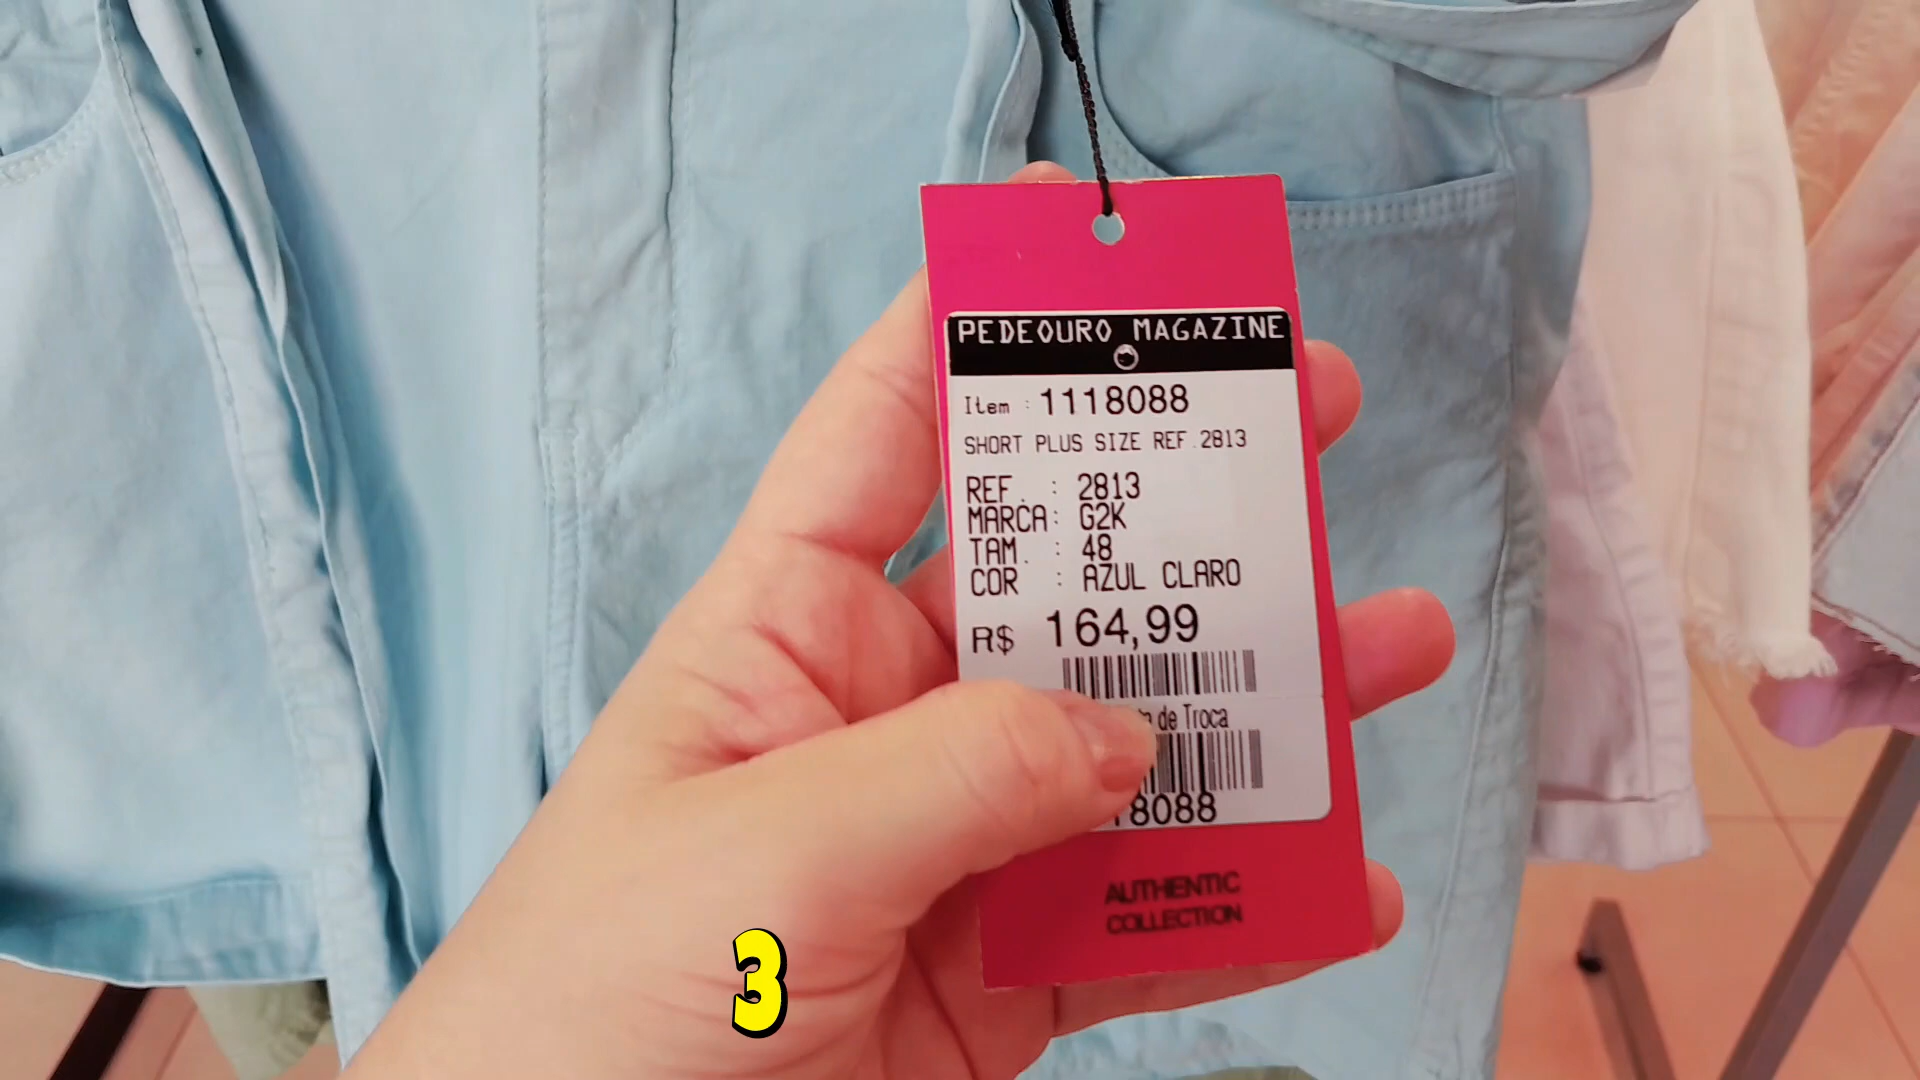 PEDEOURO MAGAZINE
Item : 1118088
SHORT PLUS SIZE REF.2813
REF. : 2813
MARCA: G2K
TAM. : 48
COR : AZUL CLARO
R$ 164,99
de Troca
8088
AUTHENTIC
COLLECTION
3